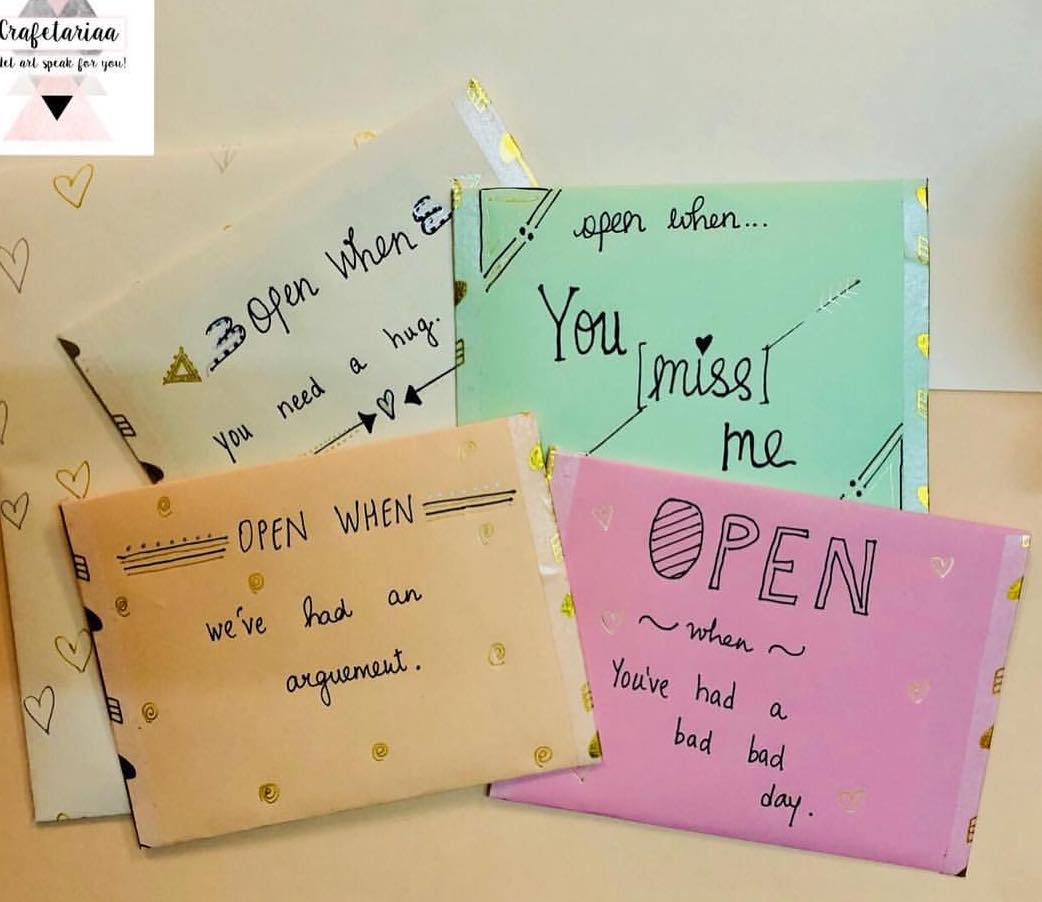 Crafetariaa
let art speak for you!
Open When
you need a hug.
open when...
You
[miss]
me
OPEN WHEN
we've had an
arguement.
OPEN
~when~
You've had a
bad bad
day.